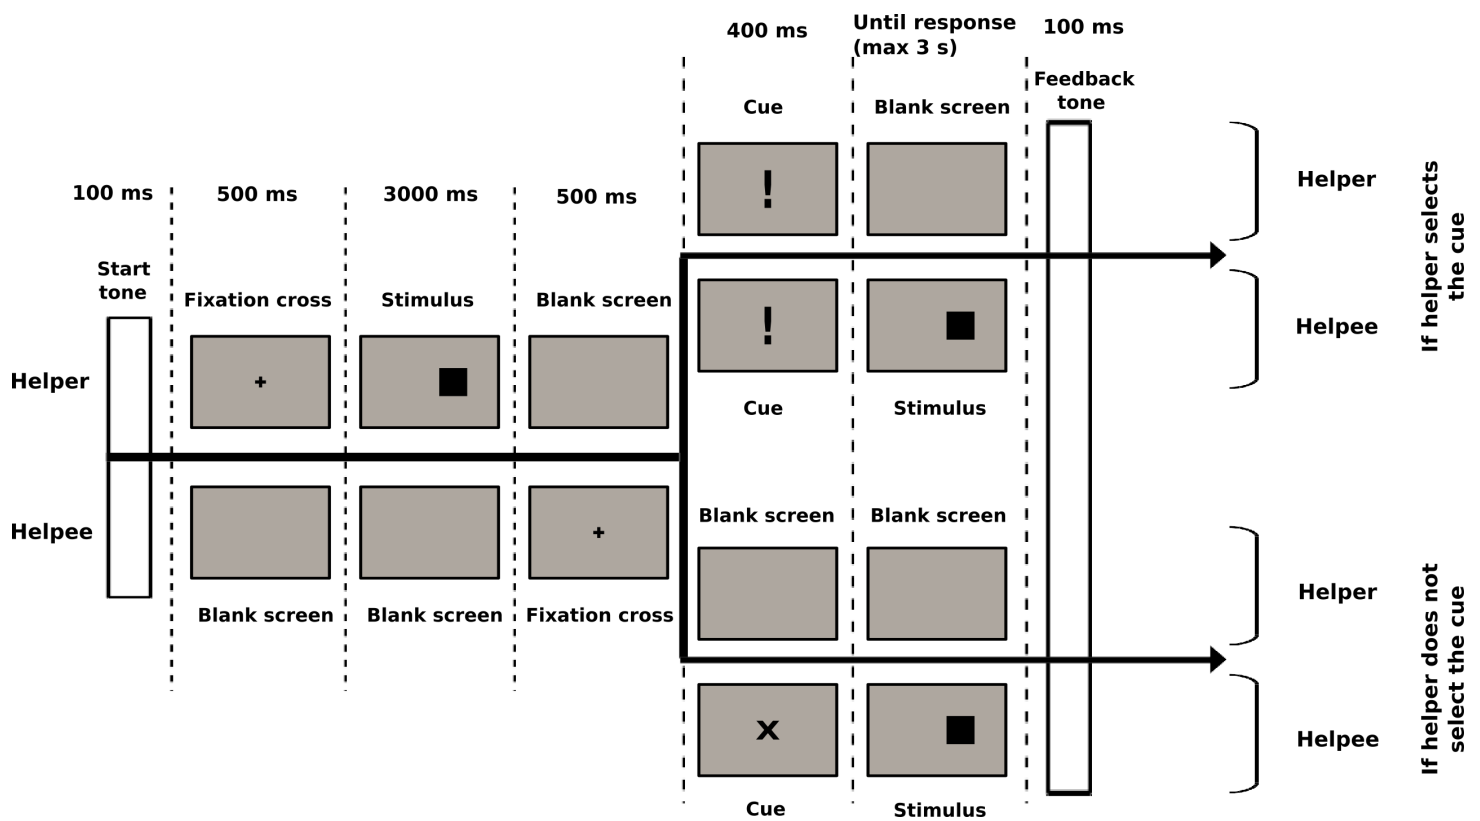 400 ms
Until response
(max 3 s)
100 ms
Feedback
tone
Cue
Blank screen
!
Helper
If helper selects
the cue
100 ms
500 ms
3000 ms
500 ms
Start
tone
Fixation cross
Stimulus
Blank screen
!
Helpee
Cue
Stimulus
Helper
+
Helpee
+
Blank screen
Blank screen
Fixation cross
Blank screen
Blank screen
Helper
If helper does not
select the cue
x
Helpee
Cue
Stimulus